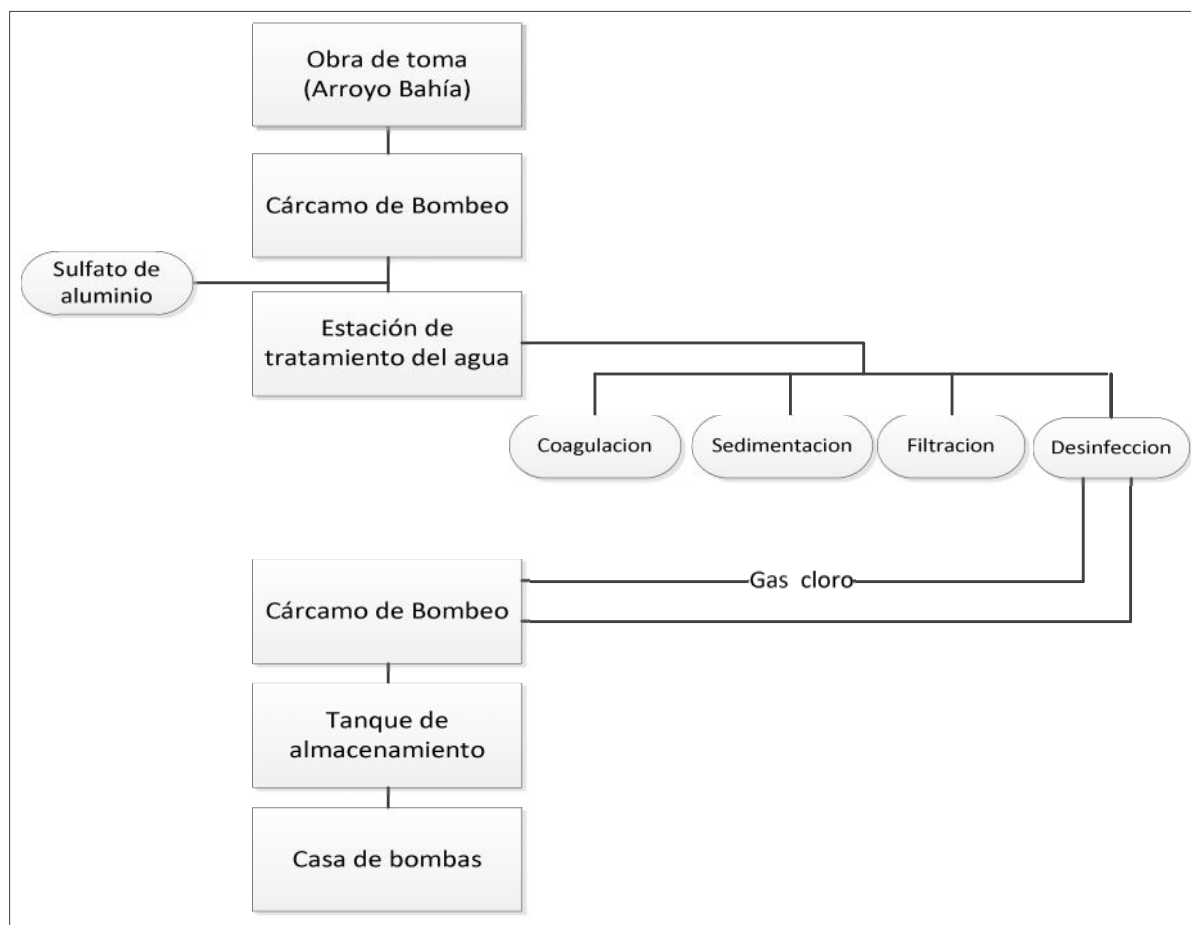 Obra de toma
(Arroyo Bahía)
Cárcamo de Bombeo
Sulfato de
aluminio
Estación de
tratamiento del agua
Coagulacion
Sedimentacion
Filtracion
Desinfeccion
Gas cloro
Cárcamo de Bombeo
Tanque de
almacenamiento
Casa de bombas